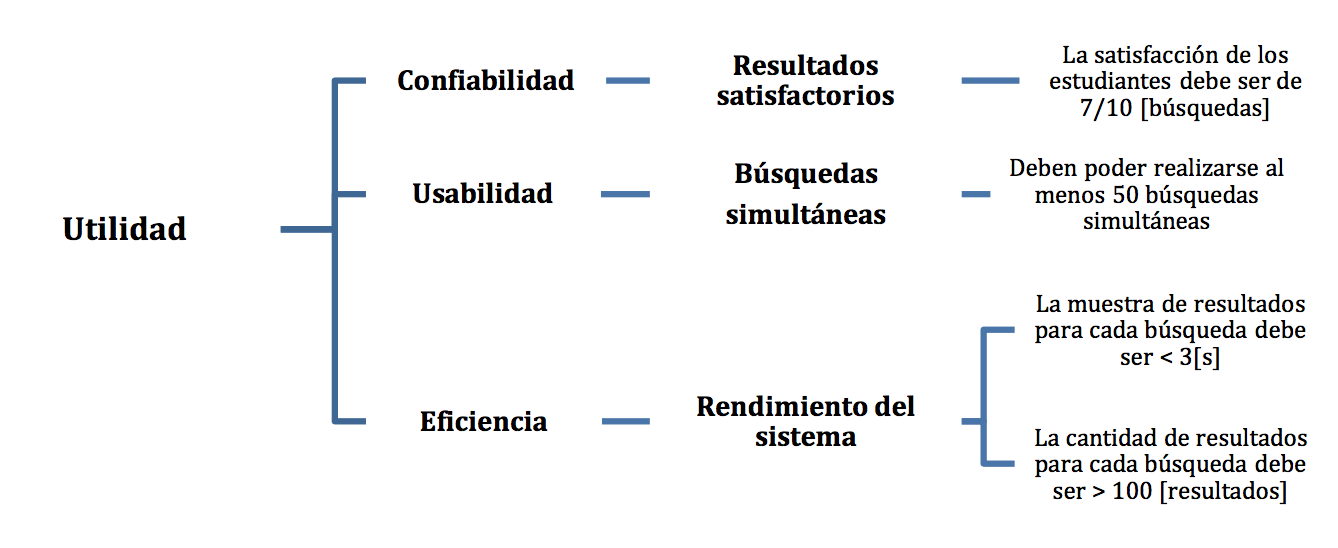 Utilidad
Confiabilidad
Resultados
satisfactorios
La satisfacción de los
estudiantes debe ser de
7/10 [búsquedas]
Usabilidad
Búsquedas
simultáneas
Deben poder realizarse al
menos 50 búsquedas
simultáneas
Eficiencia
Rendimiento del
sistema
La muestra de resultados
para cada búsqueda debe
ser < 3[s]
La cantidad de resultados
para cada búsqueda debe
ser > 100 [resultados]